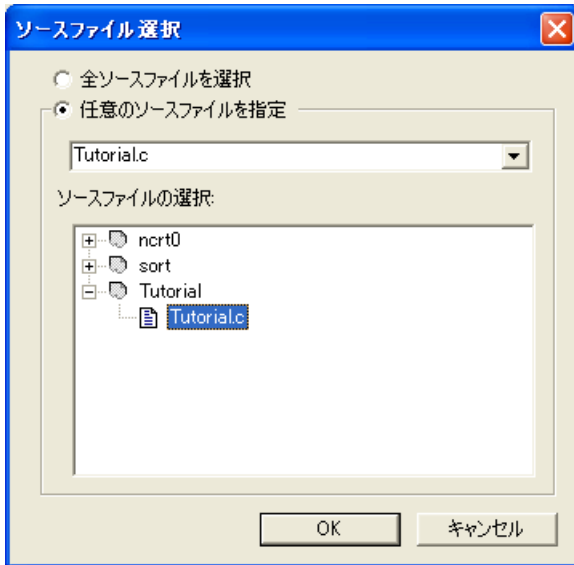 ソースファイル選択
全ソースファイルを選択
任意のソースファイルを指定
Tutorial.c
ソースファイルの選択:
ncrt0
sort
Tutorial
Tutorial.c
OK キャンセル